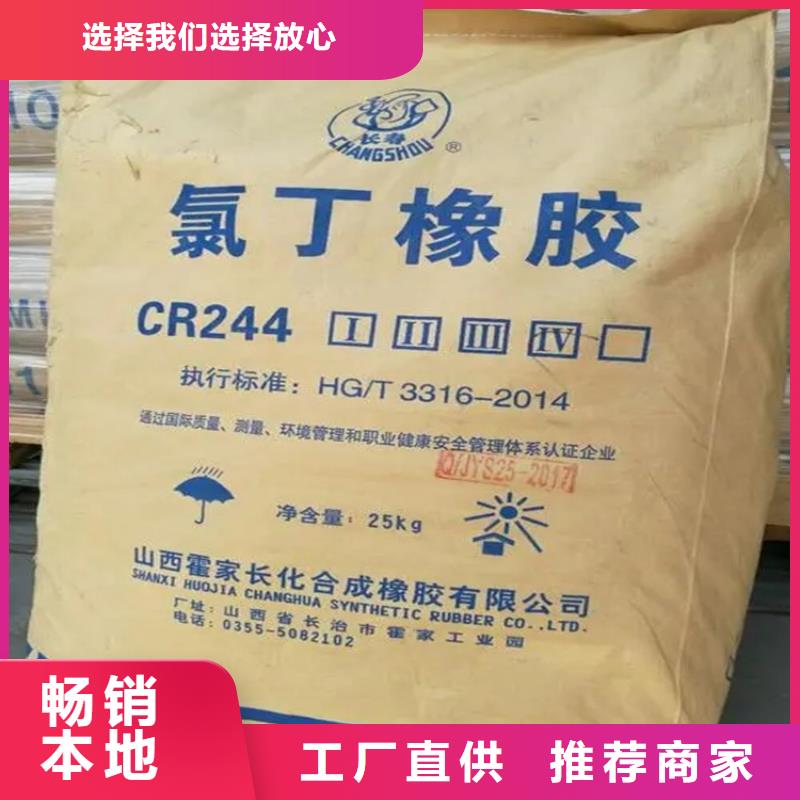 选择我们选择放心
长春
CHANGSHOU ®
氯丁橡胶
CR244 I II III IV
执行标准：HG/T 3316-2014
通过国际质量、测量、环境管理和职业健康安全管理体系认证企业
Q/JYS25-2017
净含量：25kg
山西霍家长化合成橡胶有限公司
SHANXI HUOJIA CHANGHUA SYNTHETIC RUBBER CO.,LTD.
厂址：山西省长治市霍家工业园
电话：0355-5082102
畅销
本地
工厂直供 推荐商家